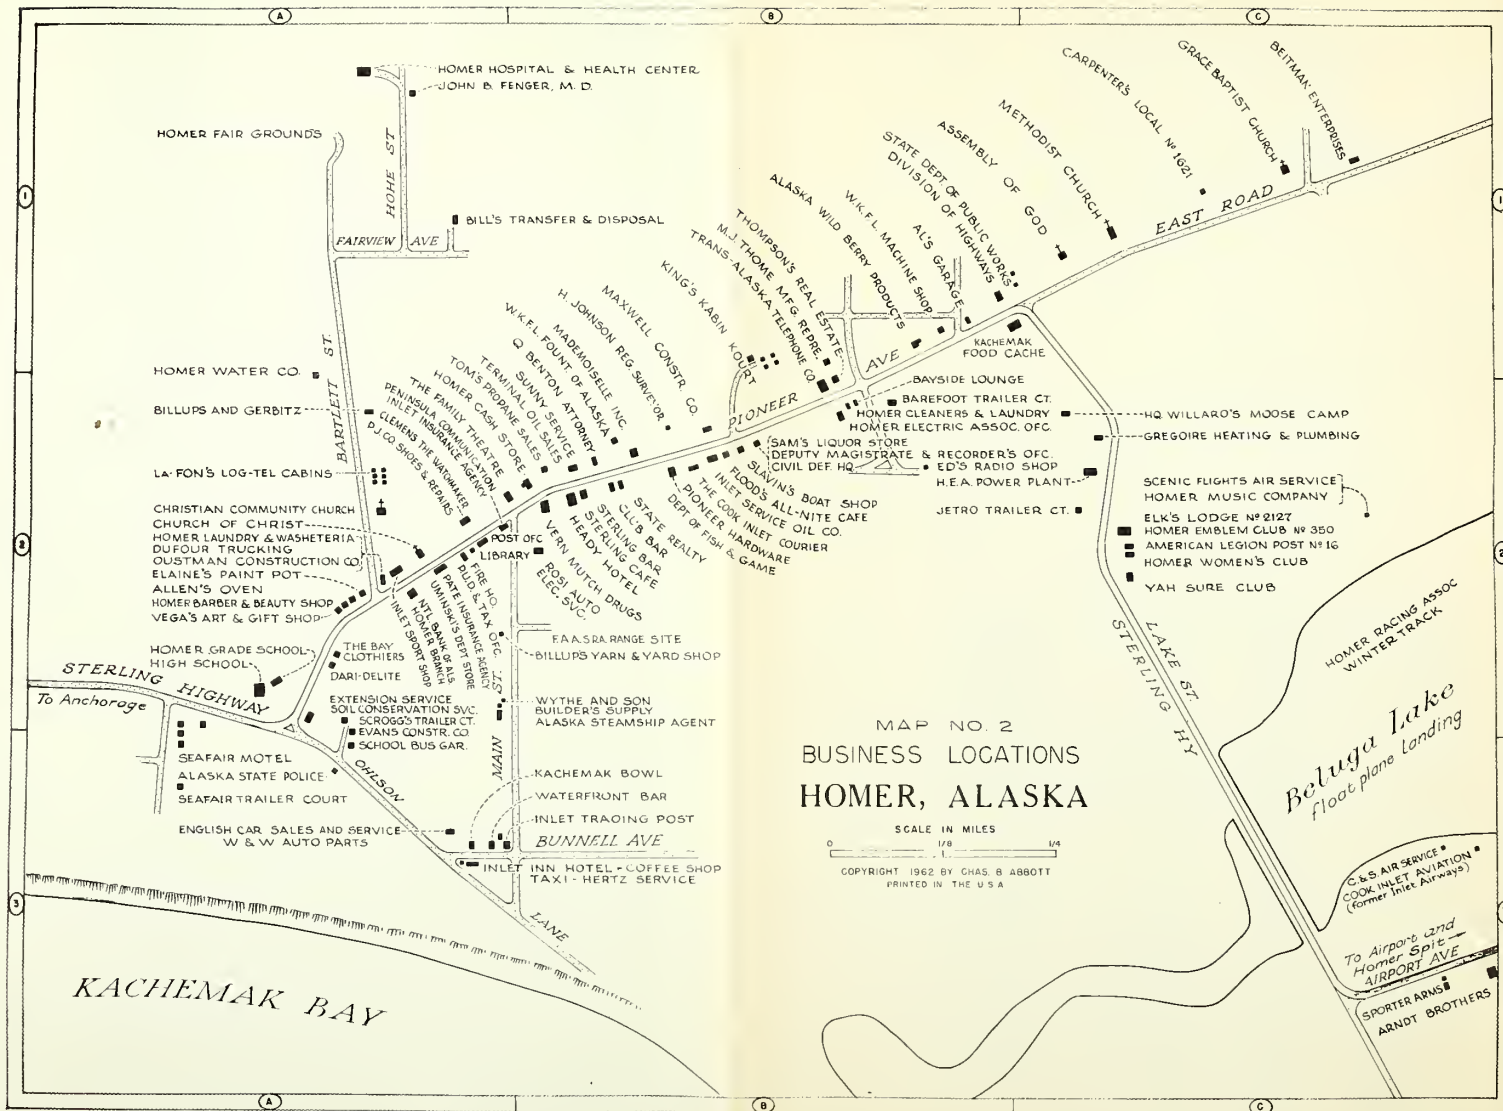 A
B
C
HOMER HOSPITAL & HEALTH CENTER
JOHN B. FENGER, M. D.
HOMER FAIR GROUNDS
HOHE ST
BILL'S TRANSFER & DISPOSAL
FAIRVIEW AVE
1
1
BARTLETT ST.
HOMER WATER CO.
BILLUPS AND GERBITZ
LA-FON'S LOG-TEL CABINS
CHRISTIAN COMMUNITY CHURCH
CHURCH OF CHRIST
HOMER LAUNDRY & WASHETERIA
DUFOUR TRUCKING
OUSTMAN CONSTRUCTION CO.
ELAINE'S PAINT POT
ALLEN'S OVEN
HOMER BARBER & BEAUTY SHOP
VEGA'S ART & GIFT SHOP
2
P.J. CO SHOES & REPAIRS
CLEMENS THE WATCHMAKER
INLET INSURANCE AGENCY
PENINSULA COMMUNICATION
THE FAMILY THEATRE
HOMER CASH STORE
TOM'S PROPANE SALES
TERMINAL OIL SALES
SUNNY SERVICE
Q BENTON ATTORNEY
W.K.F.L. FOUNT. OF ALASKA
MADEMOISELLE INC.
H. JOHNSON REG. SURVEYOR
MAXWELL CONSTR. CO.
KING'S KABIN KOURT
TRANS-ALASKA TELEPHONE CO.
M.J. THOME MFG. REPRE.
THOMPSON'S REAL ESTATE
ALASKA WILD BERRY PRODUCTS
W.K.F.L. MACHINE SHOP
AL'S GARAGE
DIVISION OF HIGHWAYS
STATE DEPT. OF PUBLIC WORKS
ASSEMBLY OF GOD
METHODIST CHURCH
CARPENTER'S LOCAL Nº 1621
GRACE BAPTIST CHURCH
BEITMAN ENTERPRISES
EAST ROAD
PIONEER AVE
KACHEMAK
FOOD CACHE
BAYSIDE LOUNGE
BAREFOOT TRAILER CT.
HOMER CLEANERS & LAUNDRY
HOMER ELECTRIC ASSOC. OFC.
SAM'S LIQUOR STORE
DEPUTY MAGISTRATE & RECORDER'S OFC.
CIVIL DEF. HQ.
ED'S RADIO SHOP
H.E.A. POWER PLANT
JETRO TRAILER CT.
HQ WILLARD'S MOOSE CAMP
GREGOIRE HEATING & PLUMBING
SCENIC FLIGHTS AIR SERVICE
HOMER MUSIC COMPANY
ELK'S LODGE Nº 2127
HOMER EMBLEM CLUB Nº 350
AMERICAN LEGION POST Nº 16
HOMER WOMEN'S CLUB
YAH SURE CLUB
2
SLAVIN'S BOAT SHOP
FLOOD'S ALL-NITE CAFE
INLET SERVICE OIL CO.
THE COOK INLET COURIER
PIONEER HARDWARE
DEPT OF FISH & GAME
STATE REALTY
CLUB BAR
STERLING BAR
STERLING CAFE
HEADY HOTEL
VERN MUTCH DRUGS
ROSI AUTO
ELEC. SVC.
POST OFC
LIBRARY
FIRE HQ.
P.U.D. & TAX OFC.
PATE INSURANCE AGENCY
UMINSKI'S DEPT STORE
NTL. BANK OF ALS.
HOMER BRANCH
INLET SPORT SHOP
F.A.A. S.R.A. RANGE SITE
BILLUP'S YARN & YARD SHOP
HOMER GRADE SCHOOL
HIGH SCHOOL
THE BAY
CLOTHIERS
DARI-DELITE
STERLING HIGHWAY
To Anchorage
EXTENSION SERVICE
SOIL CONSERVATION SVC.
SCROGG'S TRAILER CT.
EVANS CONSTR. CO.
SCHOOL BUS GAR.
MAIN ST.
WYTHE AND SON
BUILDER'S SUPPLY
ALASKA STEAMSHIP AGENT
SEAFAIR MOTEL
ALASKA STATE POLICE
SEAFAIR TRAILER COURT
OHLSON LANE
KACHEMAK BOWL
WATERFRONT BAR
INLET TRADING POST
BUNNELL AVE
ENGLISH CAR SALES AND SERVICE
W & W AUTO PARTS
INLET INN HOTEL - COFFEE SHOP
TAXI - HERTZ SERVICE
3
KACHEMAK BAY
MAP NO. 2
BUSINESS LOCATIONS
HOMER, ALASKA
SCALE IN MILES
0 1/8 1/4
COPYRIGHT 1962 BY CHAS. B ABBOTT
PRINTED IN THE U S A
LAKE ST.
STERLING HY
HOMER RACING ASSOC
WINTER TRACK
Beluga Lake
float plane landing
C.& S. AIR SERVICE
COOK INLET AVIATION
(former Inlet Airways)
To Airport and
Homer Spit
AIRPORT AVE
SPORTER ARMS
ARNDT BROTHERS
A
B
C